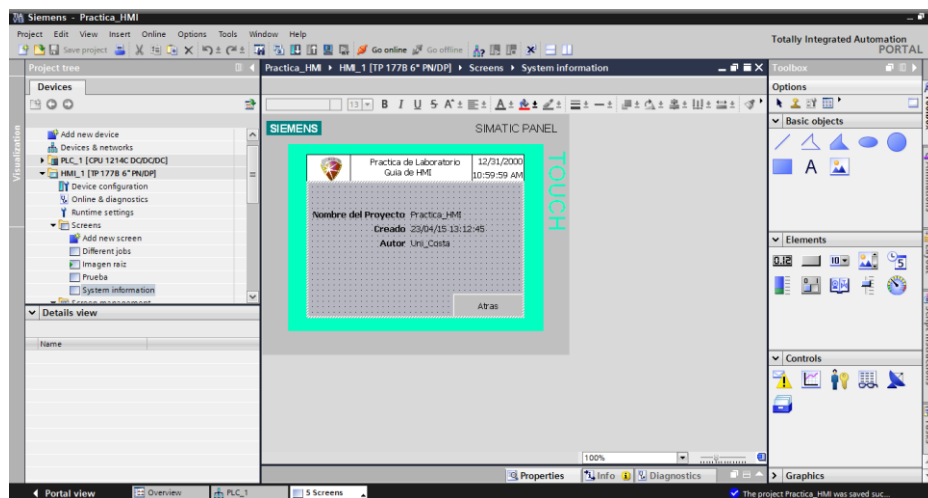 Siemens - Practica_HMI
Project Edit View Insert Online Options Tools Window Help
Save project Go online Go offline
Totally Integrated Automation
PORTAL
Project tree
Practica_HMI ▸ HMI_1 [TP 177B 6" PN/DP] ▸ Screens ▸ System information
Toolbox
Devices
Options
13 B I U S A
Visualization
Add new device
Devices & networks
PLC_1 [CPU 1214C DC/DC/DC]
HMI_1 [TP 177B 6" PN/DP]
Device configuration
Online & diagnostics
Runtime settings
Screens
Add new screen
Different jobs
Imagen raiz
Prueba
System information
Screen management
Details view
Name
SIEMENS
SIMATIC PANEL
TOUCH
Practica de Laboratorio
Guia de HMI
12/31/2000
10:59:59 AM
Nombre del Proyecto Practica_HMI
Creado 23/04/15 13:12:45
Autor Uni_Costa
Atras
Basic objects
A
Elements
Controls
Graphics
100%
Properties Info Diagnostics
Portal view Overview PLC_1 5 Screens
The project Practica_HMI was saved suc...